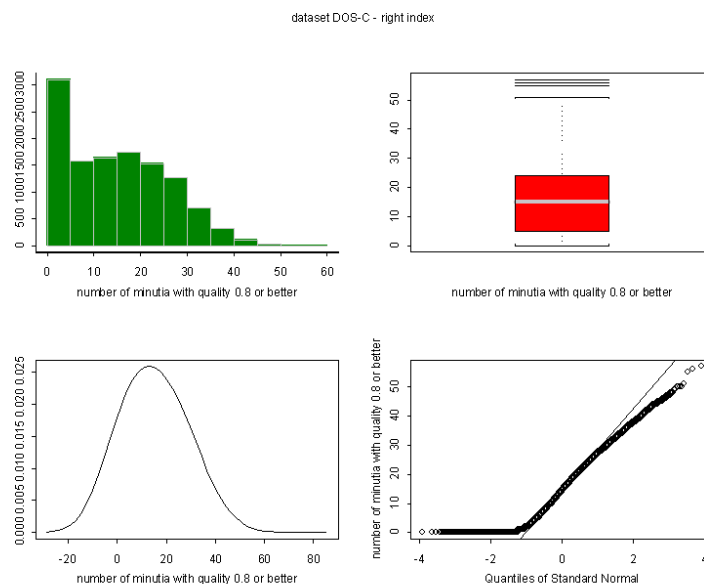 dataset DOS-C - right index
0 500 1000 1500 2000 2500 3000
0 10 20 30 40 50 60
number of minutia with quality 0.8 or better
0 10 20 30 40 50
number of minutia with quality 0.8 or better
0.000 0.005 0.010 0.015 0.020 0.025
-20 0 20 40 60 80
number of minutia with quality 0.8 or better
number of minutia with quality 0.8 or better
0 10 20 30 40 50
-4 -2 0 2 4
Quantiles of Standard Normal